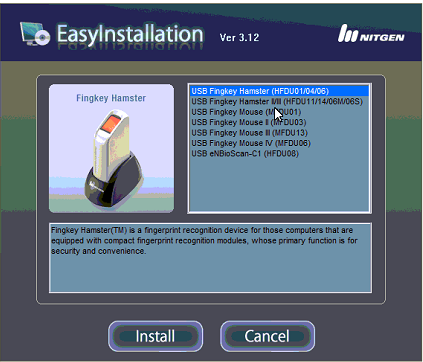 EasyInstallation Ver 3.12 NITGEN
Fingkey Hamster
USB Fingkey Hamster (HFDU01/04/06)
USB Fingkey Hamster I/III (HFDU11/14/06M/06S)
USB Fingkey Mouse (MFDU01)
USB Fingkey Mouse II (MFDU03)
USB Fingkey Mouse III (MFDU13)
USB Fingkey Mouse IV (MFDU06)
USB eNBioScan-C1 (HFDU08)
Fingkey Hamster(TM) is a fingerprint recognition device for those computers that are
equipped with compact fingerprint recognition modules, whose primary function is for
security and convenience.
Install Cancel